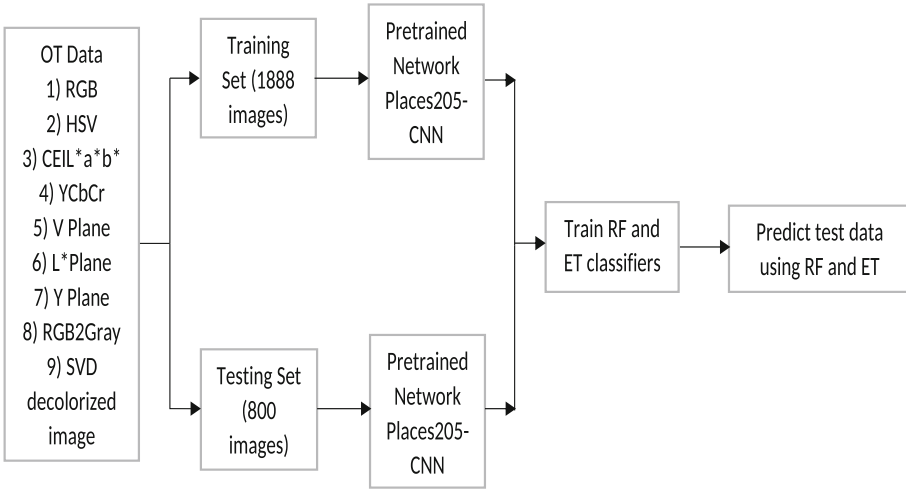 OT Data
1) RGB
2) HSV
3) CEIL*a*b*
4) YCbCr
5) V Plane
6) L*Plane
7) Y Plane
8) RGB2Gray
9) SVD
decolorized
image
Training
Set (1888
images)
Pretrained
Network
Places205-
CNN
Testing Set
(800
images)
Pretrained
Network
Places205-
CNN
Train RF and
ET classifiers
Predict test data
using RF and ET